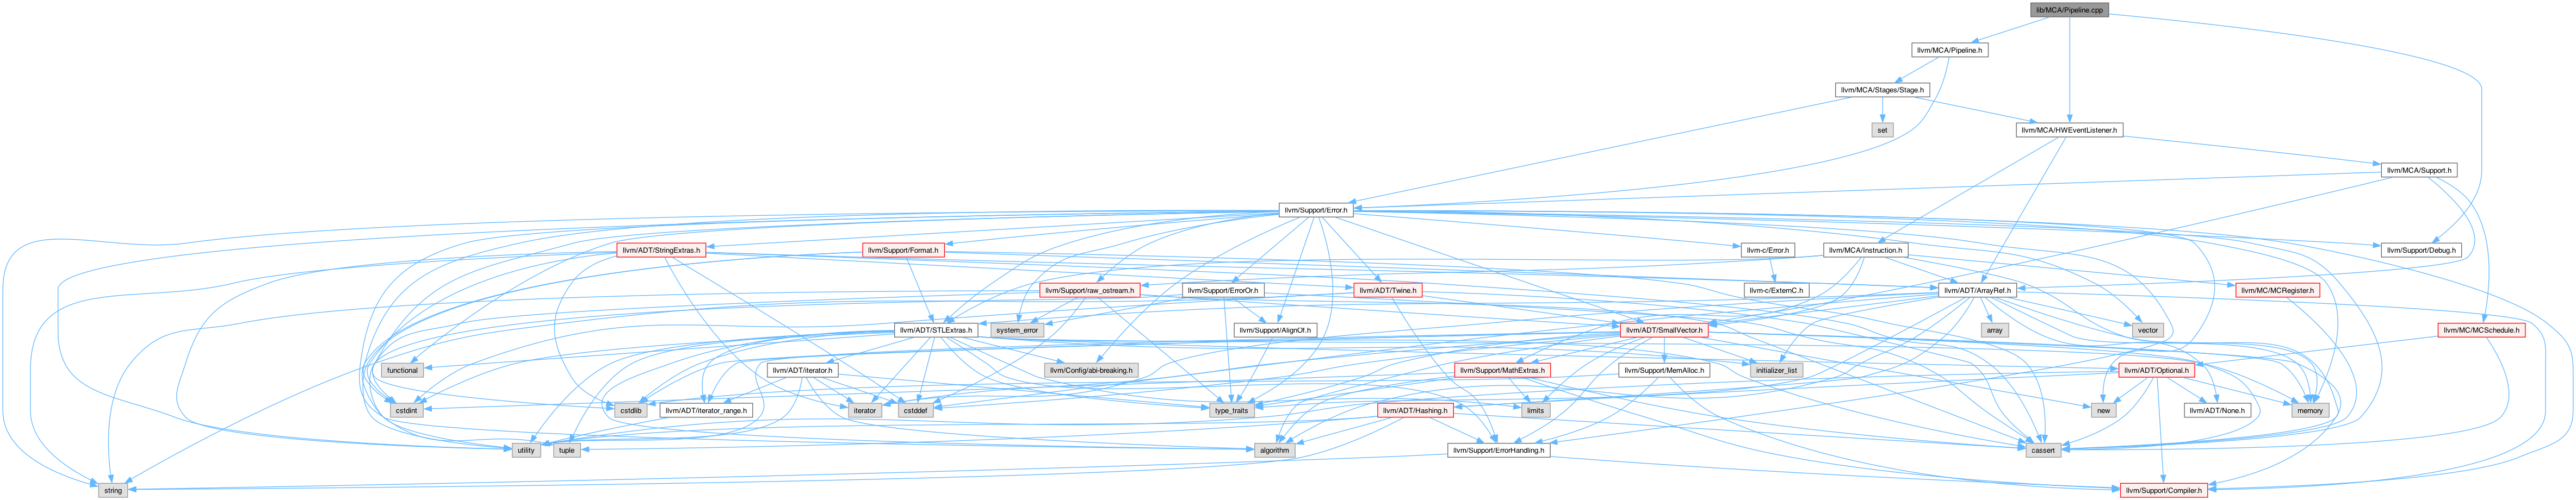 lib/MCA/Pipeline.cpp
llvm/MCA/Pipeline.h
llvm/MCA/Stages/Stage.h
set
llvm/MCA/HWEventListener.h
llvm/MCA/Support.h
llvm/Support/Error.h
llvm/ADT/StringExtras.h
llvm/Support/Format.h
llvm-c/Error.h
llvm/MCA/Instruction.h
llvm/Support/Debug.h
llvm/Support/raw_ostream.h
llvm/Support/ErrorOr.h
llvm/ADT/Twine.h
llvm-c/ExternC.h
llvm/ADT/ArrayRef.h
llvm/MC/MCRegister.h
llvm/ADT/STLExtras.h
system_error
llvm/Support/AlignOf.h
llvm/ADT/SmallVector.h
array
vector
llvm/MC/MCSchedule.h
functional
llvm/ADT/iterator.h
llvm/Config/abi-breaking.h
llvm/Support/MathExtras.h
llvm/Support/MemAlloc.h
initializer_list
llvm/ADT/Optional.h
cstdint
cstdlib
llvm/ADT/iterator_range.h
iterator
cstddef
type_traits
llvm/ADT/Hashing.h
limits
new
llvm/ADT/None.h
memory
utility
tuple
algorithm
llvm/Support/ErrorHandling.h
cassert
string
llvm/Support/Compiler.h